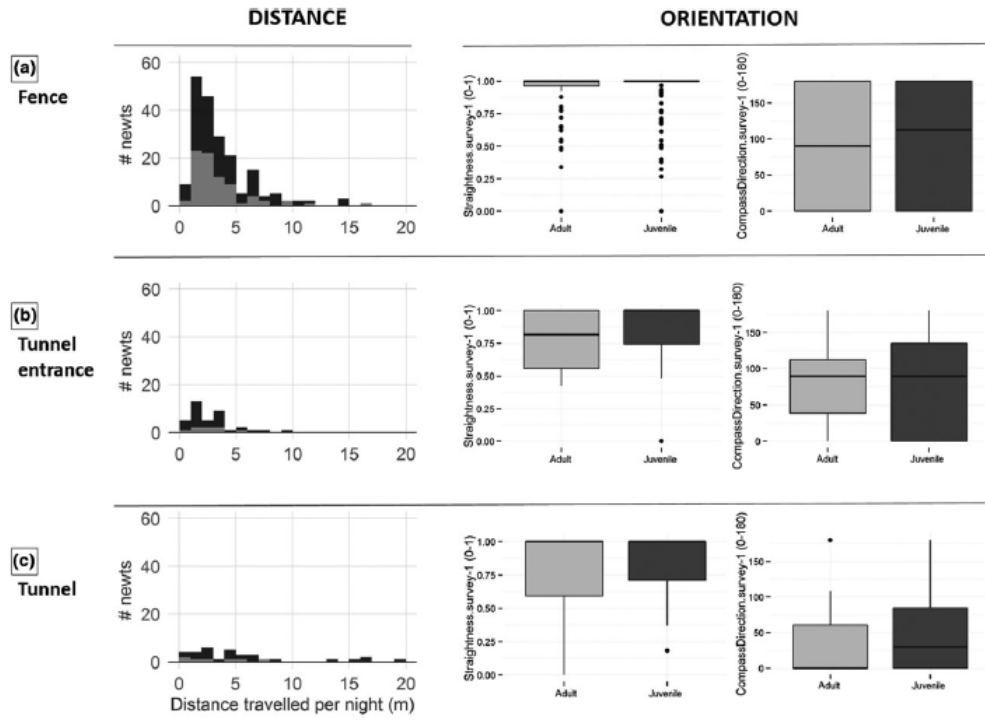 DISTANCE
ORIENTATION
(a)
Fence
# newts
60
40
20
0
0 5 10 15 20
Straightness.survey-1 (0-1)
1.00
0.75
0.50
0.25
0.00
Adult Juvenile
CompassDirection.survey-1 (0-180)
150
100
50
0
Adult Juvenile
(b)
Tunnel
entrance
# newts
60
40
20
0
0 5 10 15 20
Straightness.survey-1 (0-1)
1.00
0.75
0.50
0.25
0.00
Adult Juvenile
CompassDirection.survey-1 (0-180)
150
100
50
0
Adult Juvenile
(c)
Tunnel
# newts
60
40
20
0
0 5 10 15 20
Distance travelled per night (m)
Straightness.survey-1 (0-1)
1.00
0.75
0.50
0.25
0.00
Adult Juvenile
CompassDirection.survey-1 (0-180)
150
100
50
0
Adult Juvenile